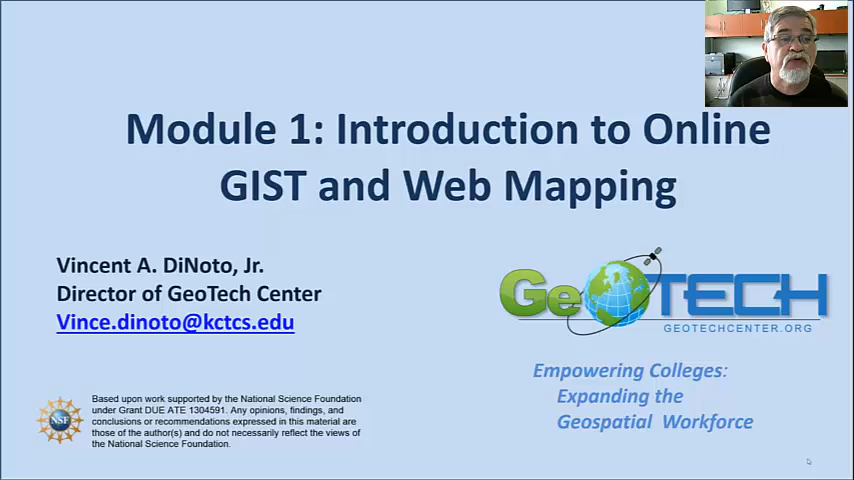 Module 1: Introduction to Online
GIST and Web Mapping
Vincent A. DiNoto, Jr.
Director of GeoTech Center
Vince.dinoto@kctcs.edu
GeoTECH
GEOTECHCENTER.ORG
Empowering Colleges:
Expanding the
Geospatial Workforce
NSF
Based upon work supported by the National Science Foundation
under Grant DUE ATE 1304591. Any opinions, findings, and
conclusions or recommendations expressed in this material are
those of the author(s) and do not necessarily reflect the views of
the National Science Foundation.